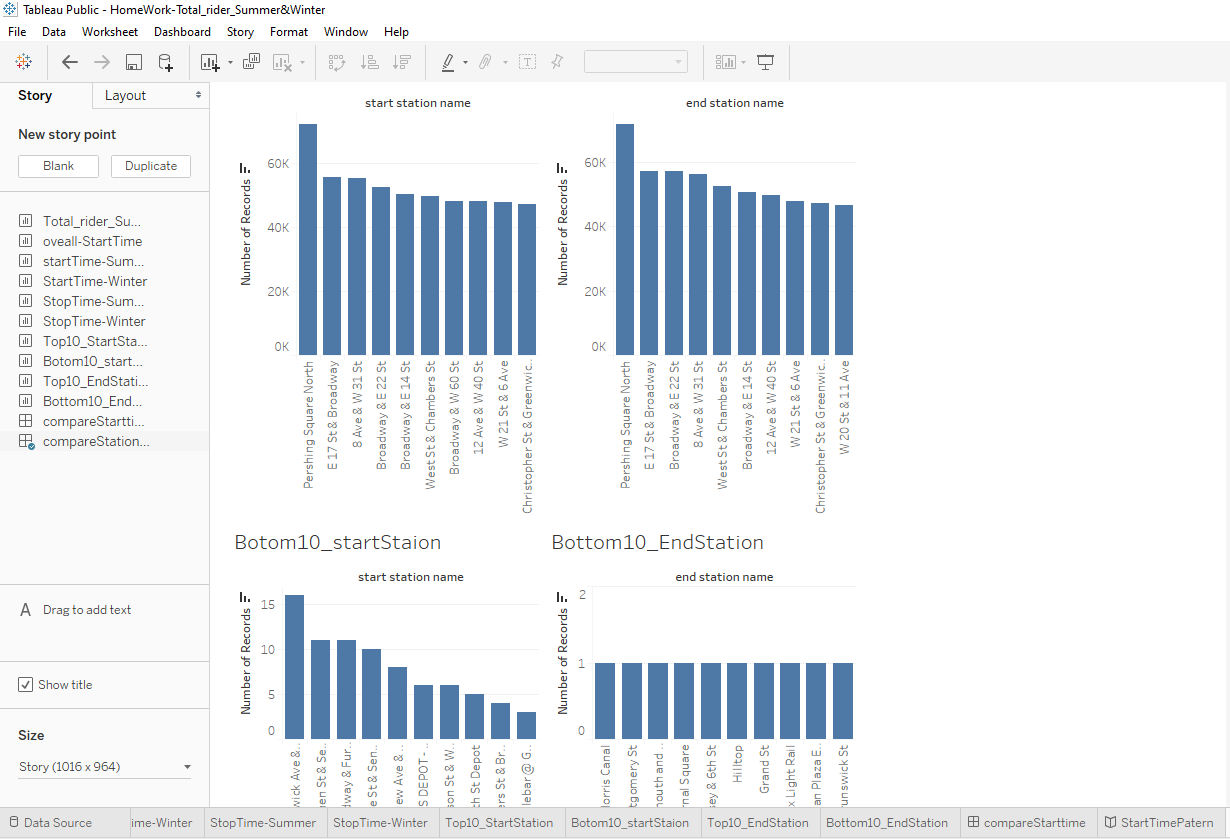 Tableau Public - HomeWork-Total_rider_Summer&Winter
File Data Worksheet Dashboard Story Format Window Help
Story
Layout
New story point
Blank
Duplicate
Total_rider_Su...
oveall-StartTime
startTime-Sum...
StartTime-Winter
StopTime-Sum...
StopTime-Winter
Top10_StartSta...
Botom10_start...
Top10_EndStati...
Bottom10_End...
compareStartti...
compareStation...
A Drag to add text
Show title
Size
Story (1016 x 964)
start station name
Number of Records
60K
40K
20K
0K
Pershing Square North
E 17 St & Broadway
8 Ave & W 31 St
Broadway & E 22 St
Broadway & E 14 St
West St & Chambers St
Broadway & W 60 St
12 Ave & W 40 St
W 21 St & 6 Ave
Christopher St & Greenwic..
end station name
Number of Records
60K
40K
20K
0K
Pershing Square North
E 17 St & Broadway
Broadway & E 22 St
8 Ave & W 31 St
West St & Chambers St
Broadway & E 14 St
12 Ave & W 40 St
W 21 St & 6 Ave
Christopher St & Greenwic..
W 20 St & 11 Ave
Botom10_startStaion
start station name
Number of Records
15
10
5
0
wick Ave &..
en St & Se..
dway & Fur..
e St & Sen..
ew Ave & ..
S DEPOT - ..
son St & W..
ch St Depot
ers St & Br..
lebar @ G..
Bottom10_EndStation
end station name
Number of Records
2
1
0
orris Canal
tgomery St
mouth and ..
rnal Square
ey & 6th St
Hilltop
Grand St
x Light Rail
an Plaza E..
unswick St
Data Source
ime-Winter
StopTime-Summer
StopTime-Winter
Top10_StartStation
Botom10_startStaion
Top10_EndStation
Bottom10_EndStation
compareStarttime
StartTimePatern